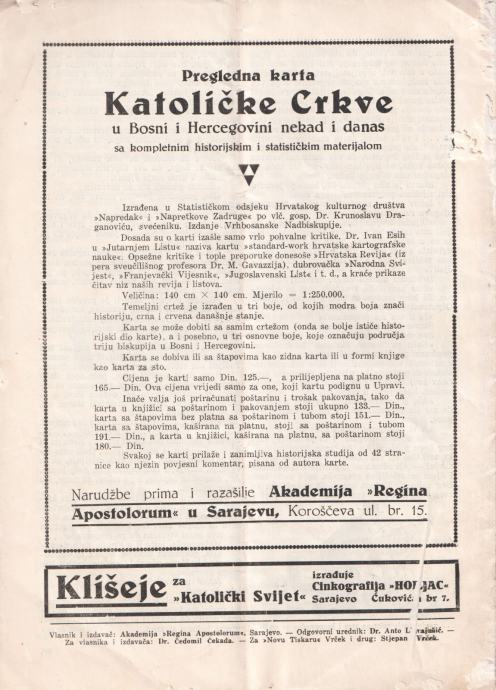 Pregledna karta
Katoličke Crkve
u Bosni i Hercegovini nekad i danas
sa kompletnim historijskim i statističkim materijalom
Izrađena u Statističkom odsjeku Hrvatskog kulturnog društva
»Napredak« i »Napretkove Zadruge« po vlč. gosp. Dr. Krunoslavu Dra-
ganoviću, svećeniku. Izdanje Vrhbosanske Nadbiskupije.
Dosada su o karti izašle samo vrlo pohvalne kritike, Dr. Ivan Esih
u »Jutarnjem Listu« naziva kartu »standard-work hrvatske kartografske
nauke«. Opsežne kritike i tople preporuke donesoše »Hrvatska Revija« (iz
pera sveučilišnog profesora Dr. M. Gavazzija). dubrovačka »Narodna Svi-
jest«, »Franjevački Vijesnik«, »Jugoslavenski List« i t. d., a kraće prikaze
čitav niz naših revija i listova.
Veličina: 140 cm × 140 cm. Mjerilo = 1:250.000.
Temeljni crtež je izrađen u tri boje, od kojih modra boja znači
historiju, crna i crvena današnje stanje.
Karta se može dobiti sa samim crtežom (onda se bolje ističe histo-
rijski dio karte), a i posebno, u tri osnovne boje, koje označuju područja
triju biskupija u Bosni i Hercegovini.
Karta se dobiva ili sa štapovima kao zidna karta ili u formi knjige
kao karta za sto.
Cijena je karti samo Din. 125.—, a prilijepljena na platno stoji
165.— Din. Ova cijena vrijedi samo za one, koji kartu podignu u Upravi.
Inače valja još priračunati poštarinu i trošak pakovanja, tako da
karta u knjižici sa poštarinom i pakovanjem stoji ukupno 133.— Din.,
karta sa štapovima bez platna sa poštarinom i tubom stoji 151.— Din.,
karta sa štapovima, kaširana na platnu, stoji sa poštarinom i tubom
191.— Din., a karta u knjižici, kaširana na platnu, sa poštarinom stoji
180.— Din.
Svakoj se karti prilaže i zanimljiva historijska studija od 42 stra-
nice kao njezin povjesni komentar, pisana od autora karte.
Narudžbe prima i razašilje Akademija »Regina
Apostolorum« u Sarajevu, Koroščeva ul. br. 15.
Klišeje za »Katolički Svijet«
izrađuje
Cinkografija
Sarajevo br 7.
Vlasnik i izdavač: Akademija »Regina Apostolorum«, Sarajevo. — Odgovorni urednik: Dr. Anto —
Za vlasnika i izdavača: Dr. Čedomil Čekada. — Za »Novu Tiskaru« Vrček i drug: Stjepan Vrček.